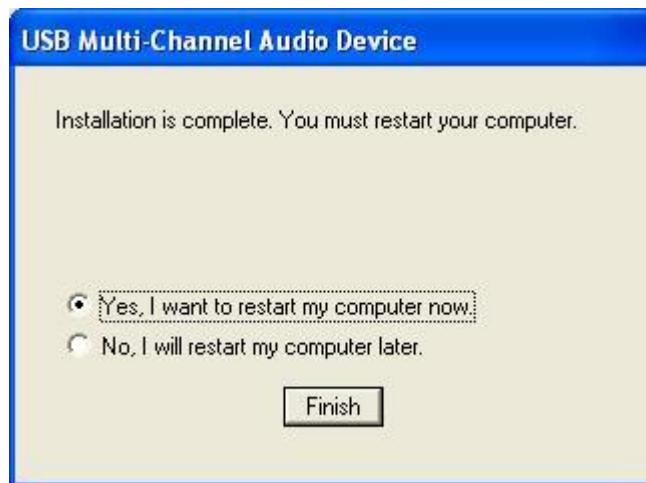 USB Multi-Channel Audio Device
Installation is complete. You must restart your computer.
Yes, I want to restart my computer now.
No, I will restart my computer later.
Finish